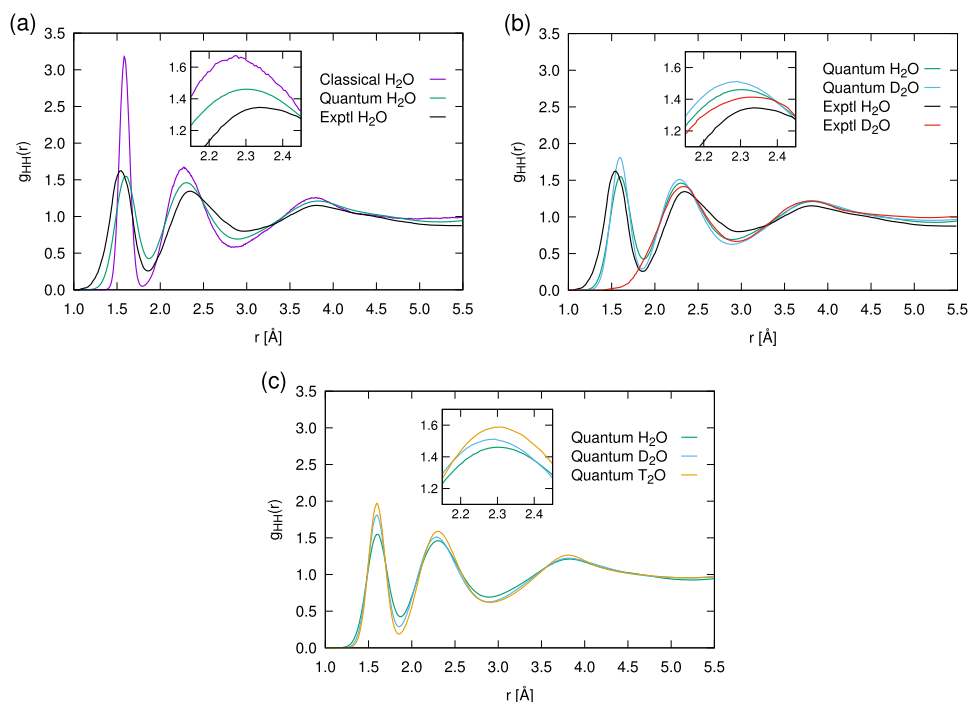 (a)
3.5
3.0
2.5
2.0
1.5
1.0
0.5
0.0
g_HH(r)
1.0 1.5 2.0 2.5 3.0 3.5 4.0 4.5 5.0 5.5
r [Å]
1.6
1.4
1.2
2.2 2.3 2.4
Classical H₂O
Quantum H₂O
Exptl H₂O
(b)
3.5
3.0
2.5
2.0
1.5
1.0
0.5
0.0
g_HH(r)
1.0 1.5 2.0 2.5 3.0 3.5 4.0 4.5 5.0 5.5
r [Å]
1.6
1.4
1.2
2.2 2.3 2.4
Quantum H₂O
Quantum D₂O
Exptl H₂O
Exptl D₂O
(c)
3.5
3.0
2.5
2.0
1.5
1.0
0.5
0.0
g_HH(r)
1.0 1.5 2.0 2.5 3.0 3.5 4.0 4.5 5.0 5.5
r [Å]
1.6
1.4
1.2
2.2 2.3 2.4
Quantum H₂O
Quantum D₂O
Quantum T₂O